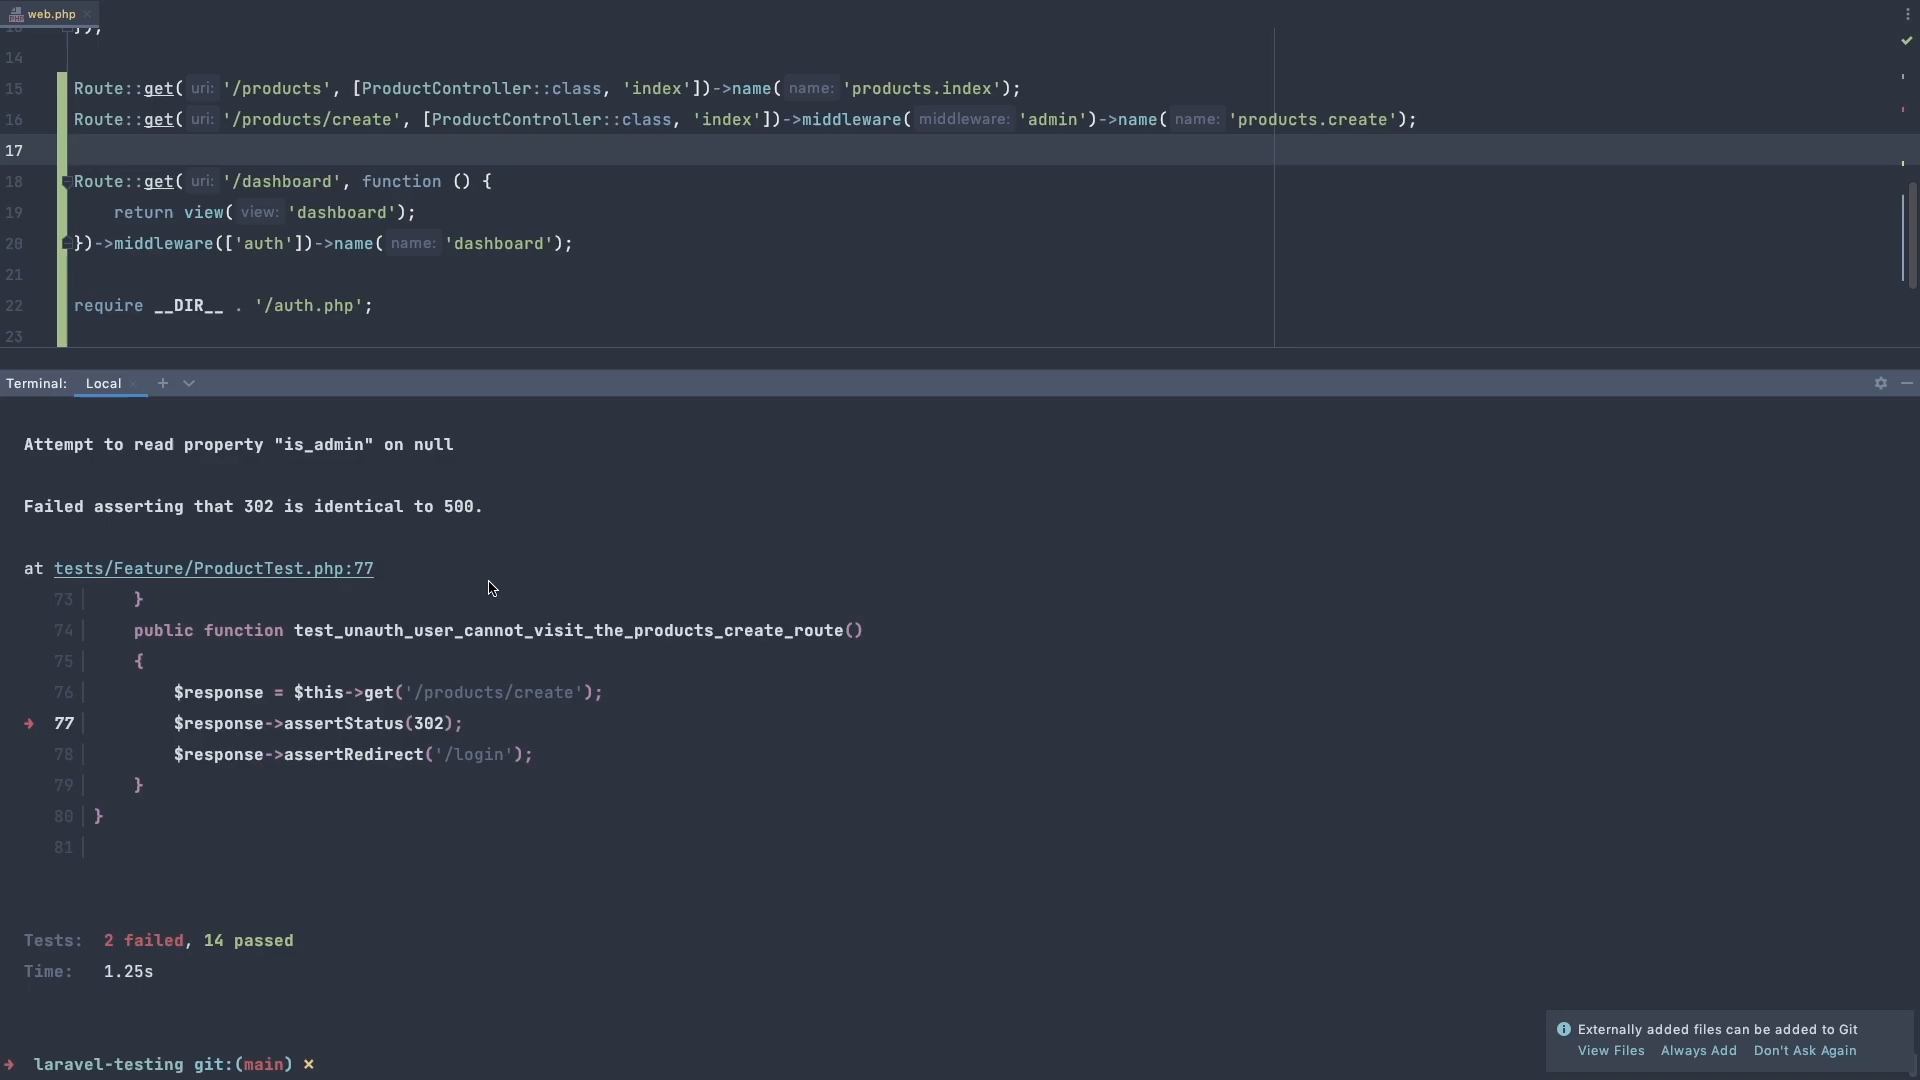 web.php
14
15 Route::get( uri: '/products', [ProductController::class, 'index'])->name( name: 'products.index');
16 Route::get( uri: '/products/create', [ProductController::class, 'index'])->middleware( middleware: 'admin')->name( name: 'products.create');
17
18 Route::get( uri: '/dashboard', function () {
19 return view( view: 'dashboard');
20 })->middleware(['auth'])->name( name: 'dashboard');
21
22 require __DIR__ . '/auth.php';
23
Terminal: Local
Attempt to read property "is_admin" on null
Failed asserting that 302 is identical to 500.
at tests/Feature/ProductTest.php:77
73| }
74| public function test_unauth_user_cannot_visit_the_products_create_route()
75| {
76| $response = $this->get('/products/create');
➜ 77| $response->assertStatus(302);
78| $response->assertRedirect('/login');
79| }
80| }
81|
Tests: 2 failed, 14 passed
Time: 1.25s
Externally added files can be added to Git
View Files Always Add Don't Ask Again
➜ laravel-testing git:(main) ×